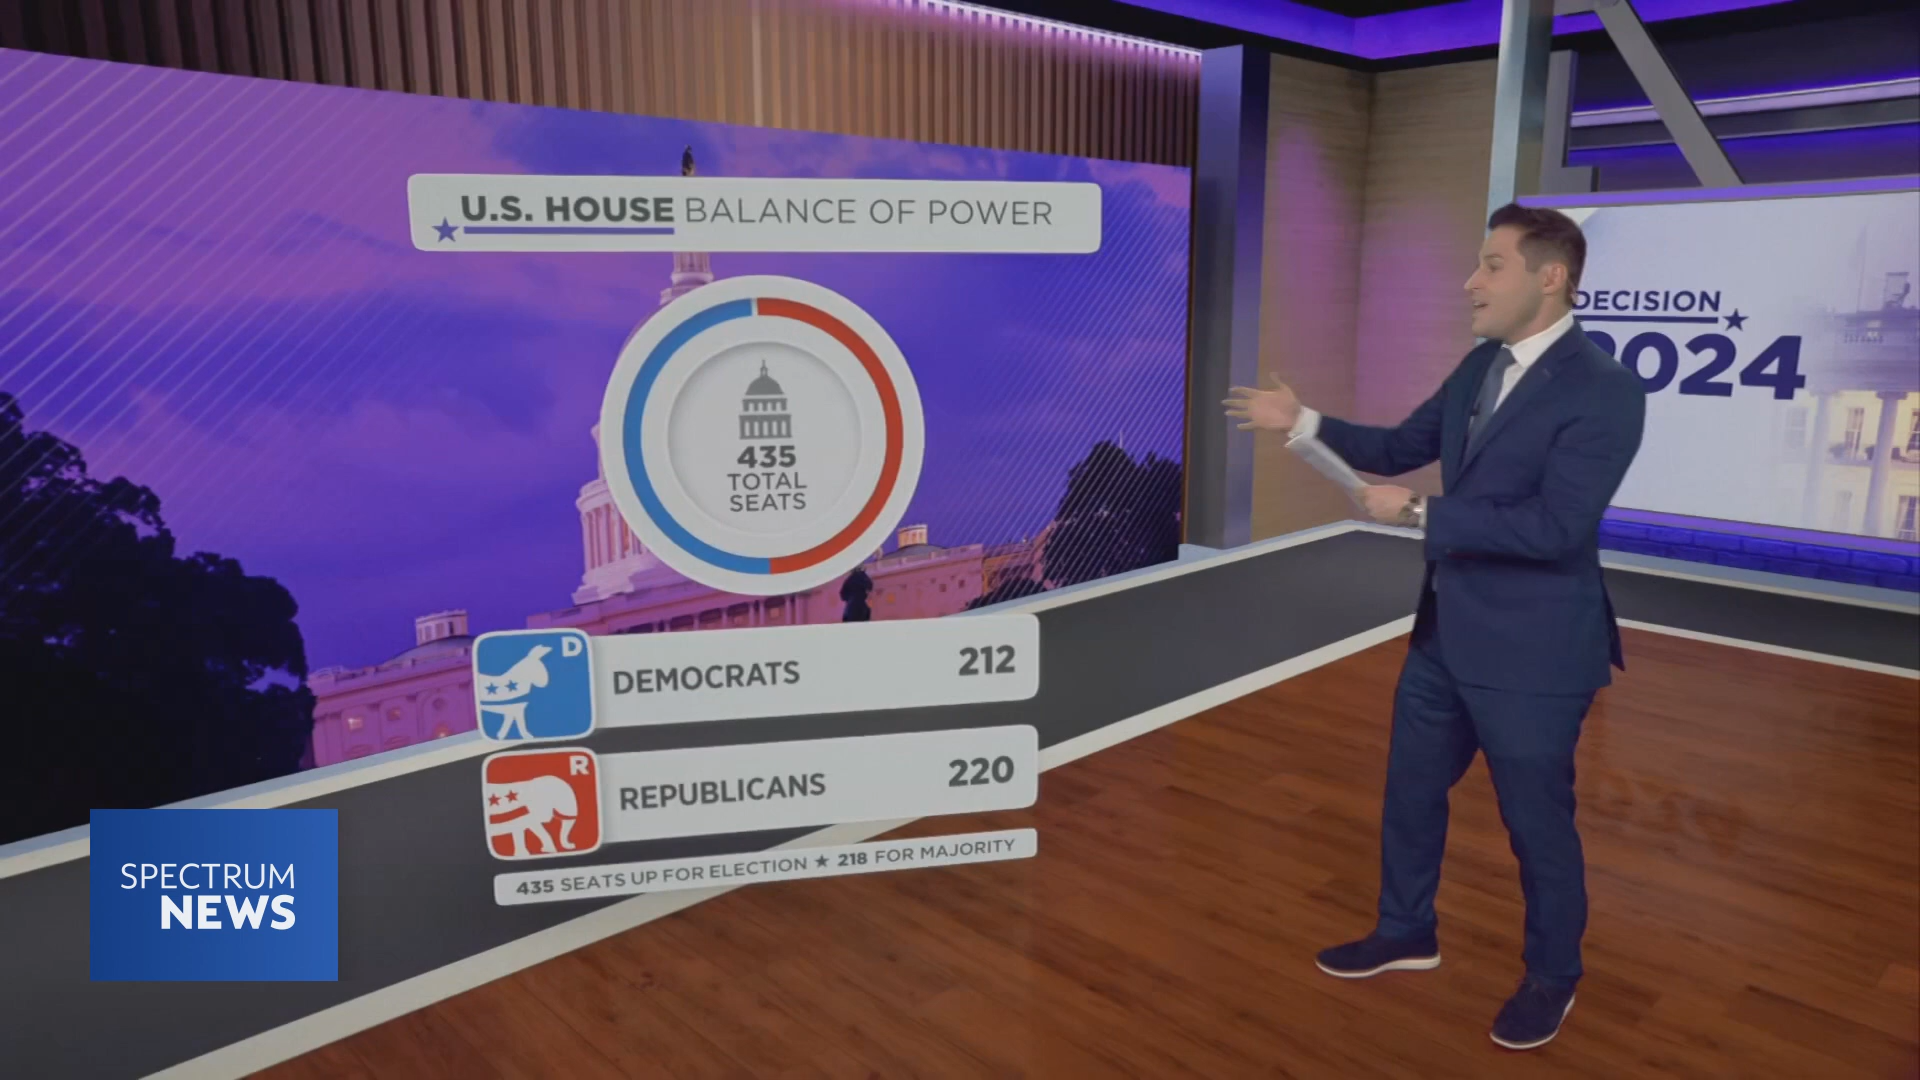 U.S. HOUSE BALANCE OF POWER
435
TOTAL
SEATS
D
DEMOCRATS 212
R
REPUBLICANS 220
435 SEATS UP FOR ELECTION ★ 218 FOR MAJORITY
DECISION
2024
SPECTRUM
NEWS